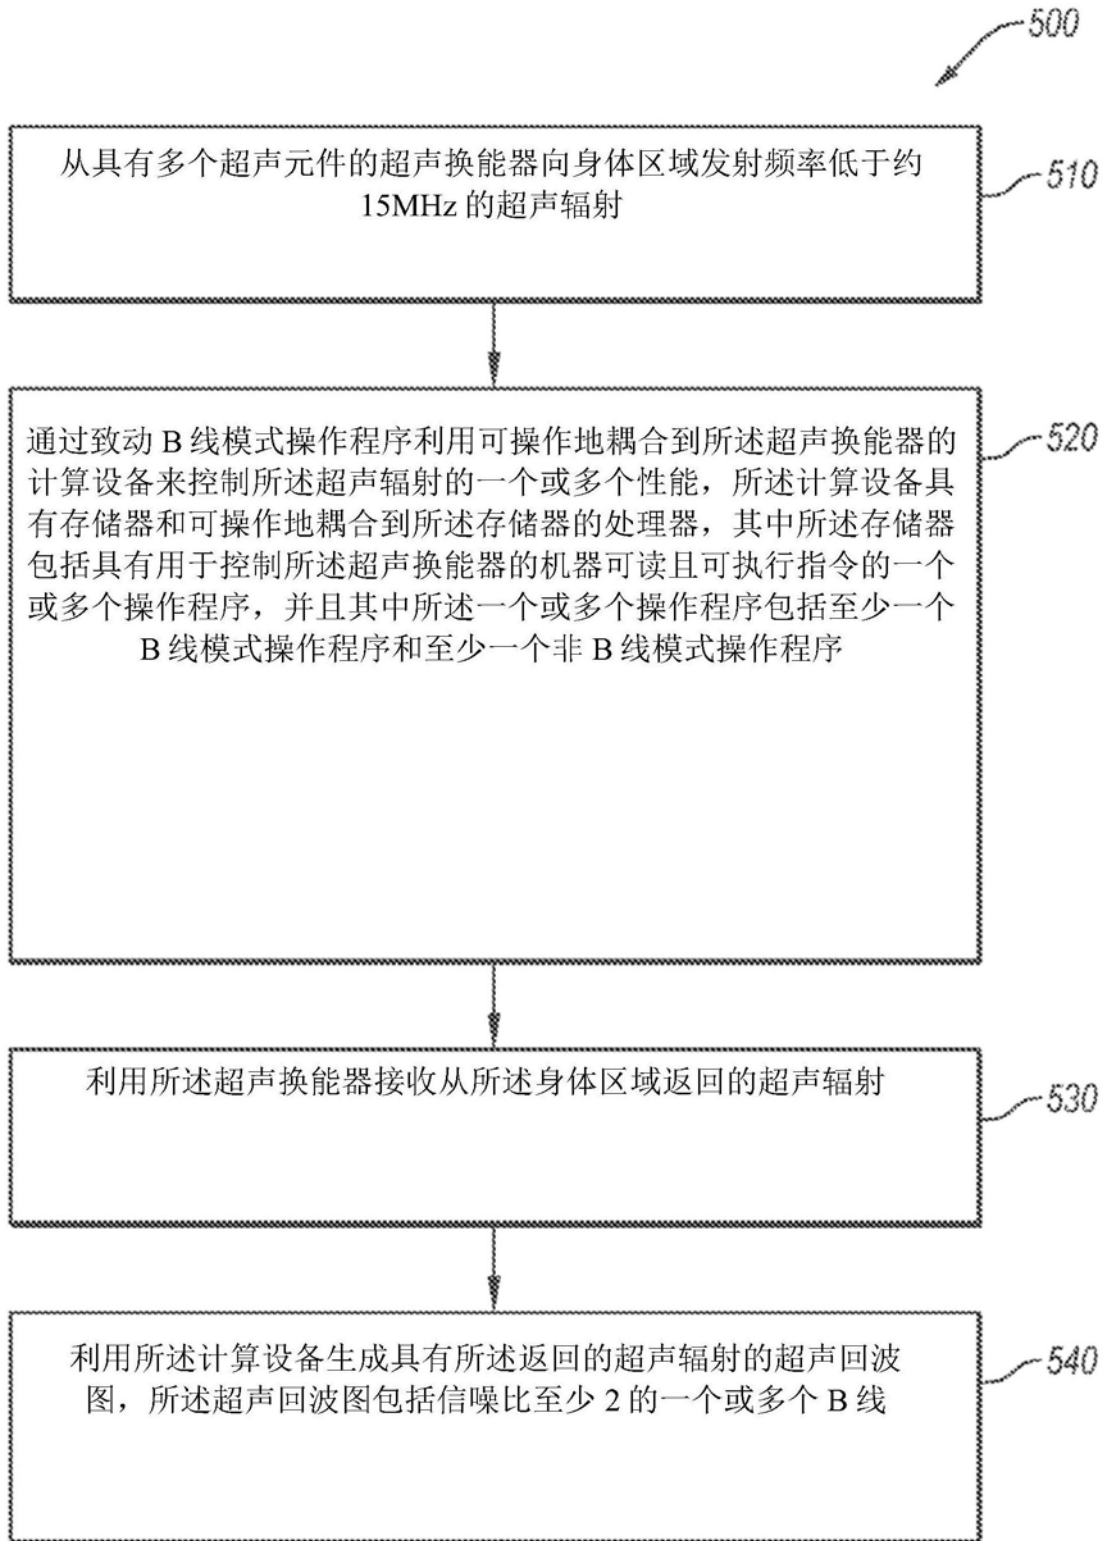 500
从具有多个超声元件的超声换能器向身体区域发射频率低于约
15MHz 的超声辐射
510
通过致动 B 线模式操作程序利用可操作地耦合到所述超声换能器的
计算设备来控制所述超声辐射的一个或多个性能，所述计算设备具
有存储器和可操作地耦合到所述存储器的处理器，其中所述存储器
包括具有用于控制所述超声换能器的机器可读且可执行指令的一个
或多个操作程序，并且其中所述一个或多个操作程序包括至少一个
B 线模式操作程序和至少一个非 B 线模式操作程序
520
利用所述超声换能器接收从所述身体区域返回的超声辐射
530
利用所述计算设备生成具有所述返回的超声辐射的超声回波
图，所述超声回波图包括信噪比至少 2 的一个或多个 B 线
540